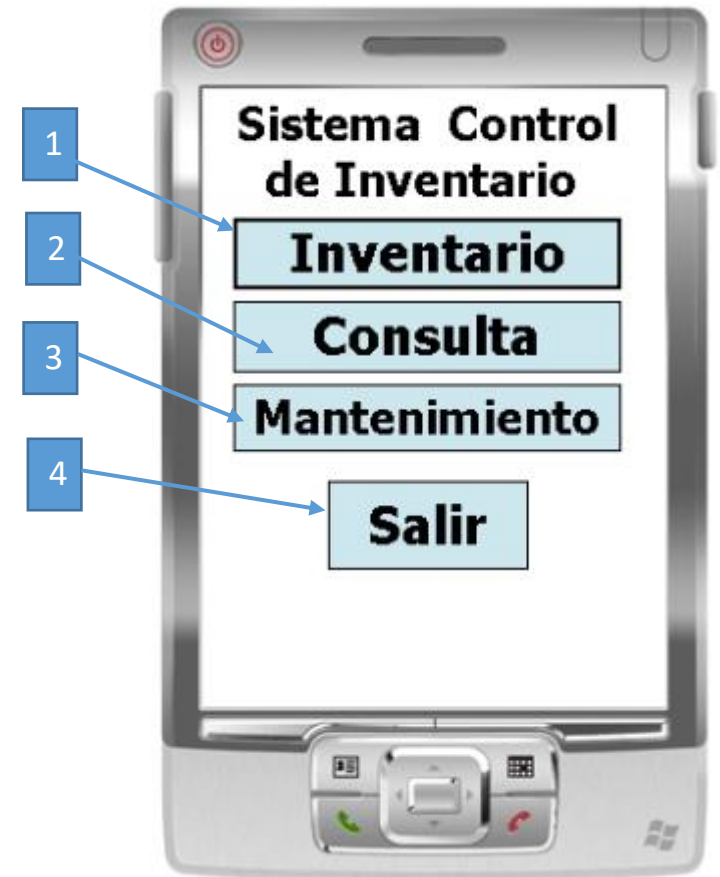 Sistema Control
de Inventario
1
Inventario
2
Consulta
3
Mantenimiento
4
Salir